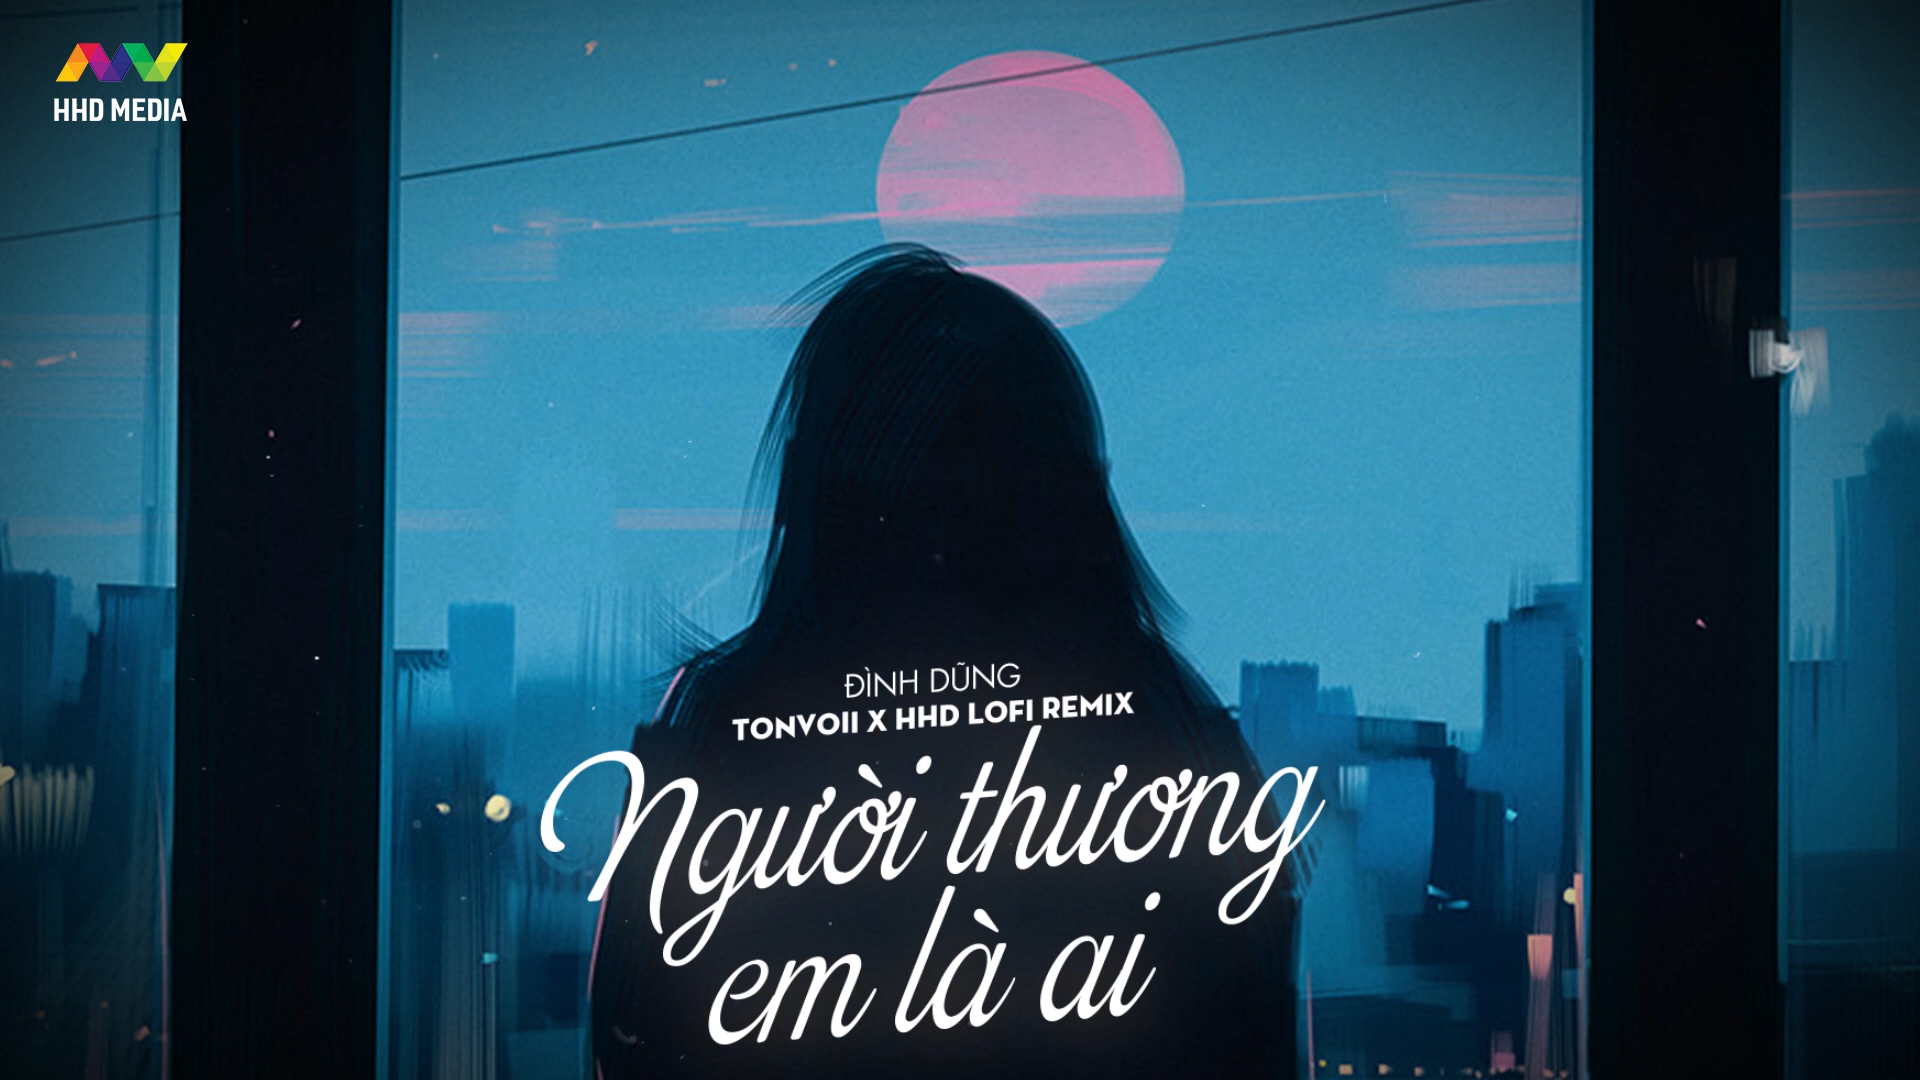 HHD MEDIA
ĐÌNH DŨNG
TONVOII X HHD LOFI REMIX
Người thương
em là ai